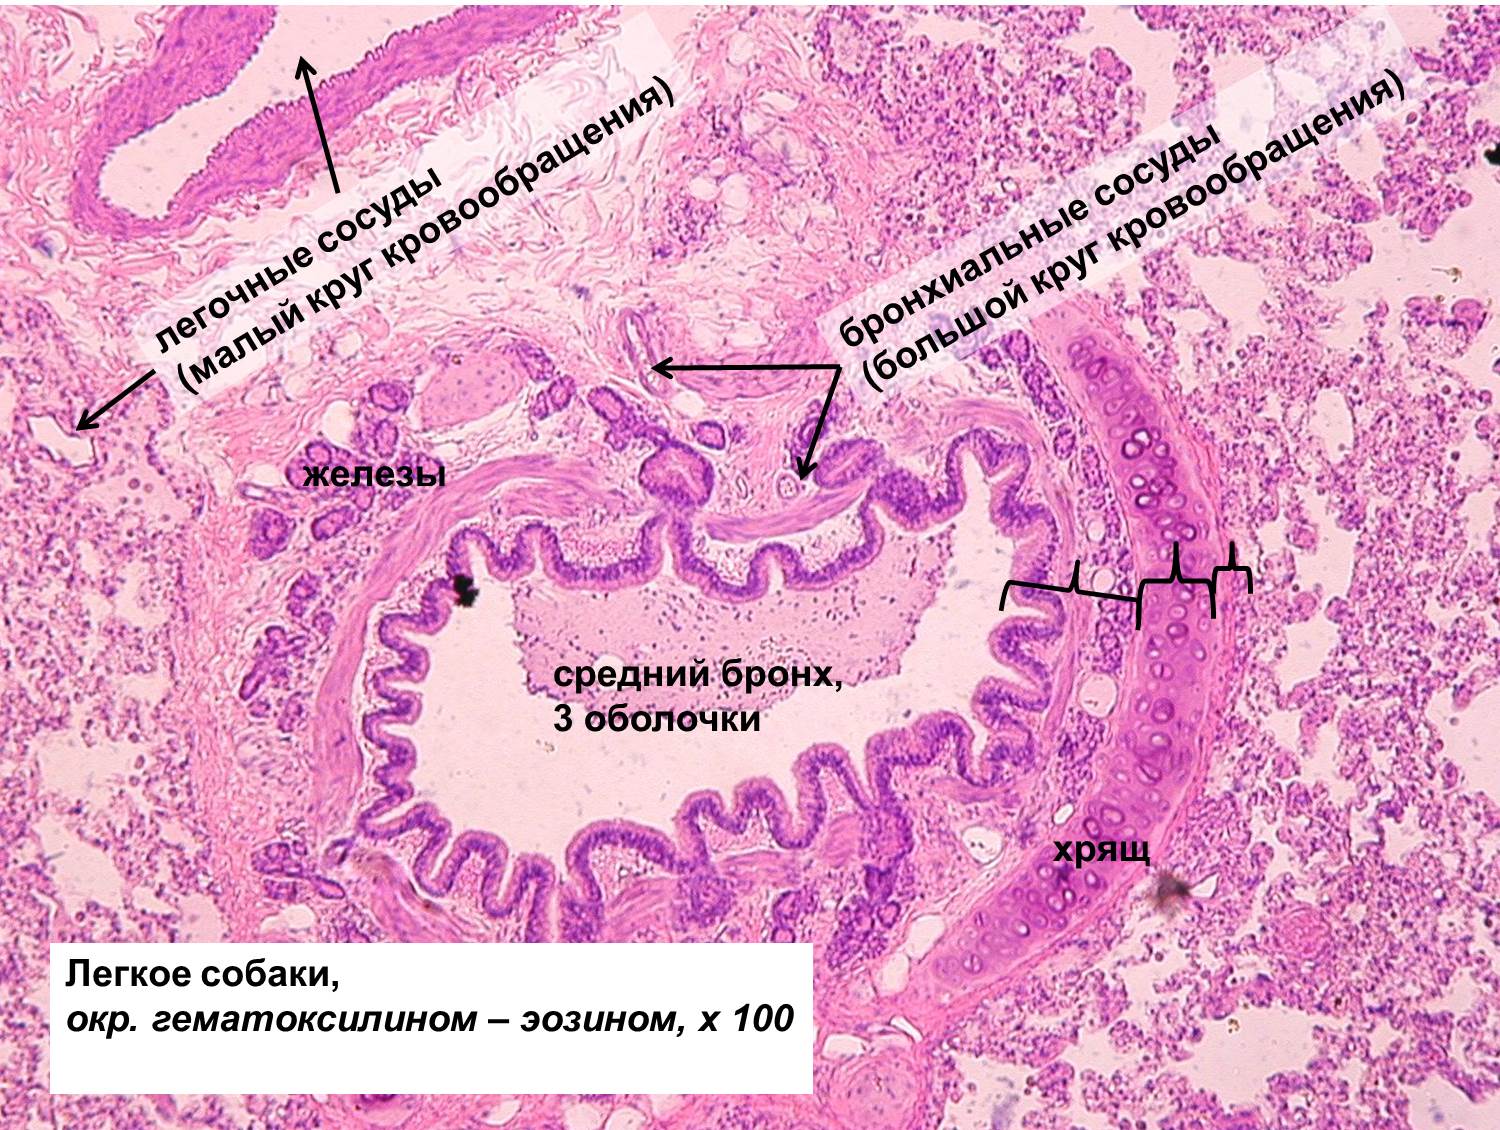 легочные сосуды
(малый круг кровообращения)
бронхиальные сосуды
(большой круг кровообращения)
железы
средний бронх,
3 оболочки
хрящ
Легкое собаки,
окр. гематоксилином – эозином, х 100